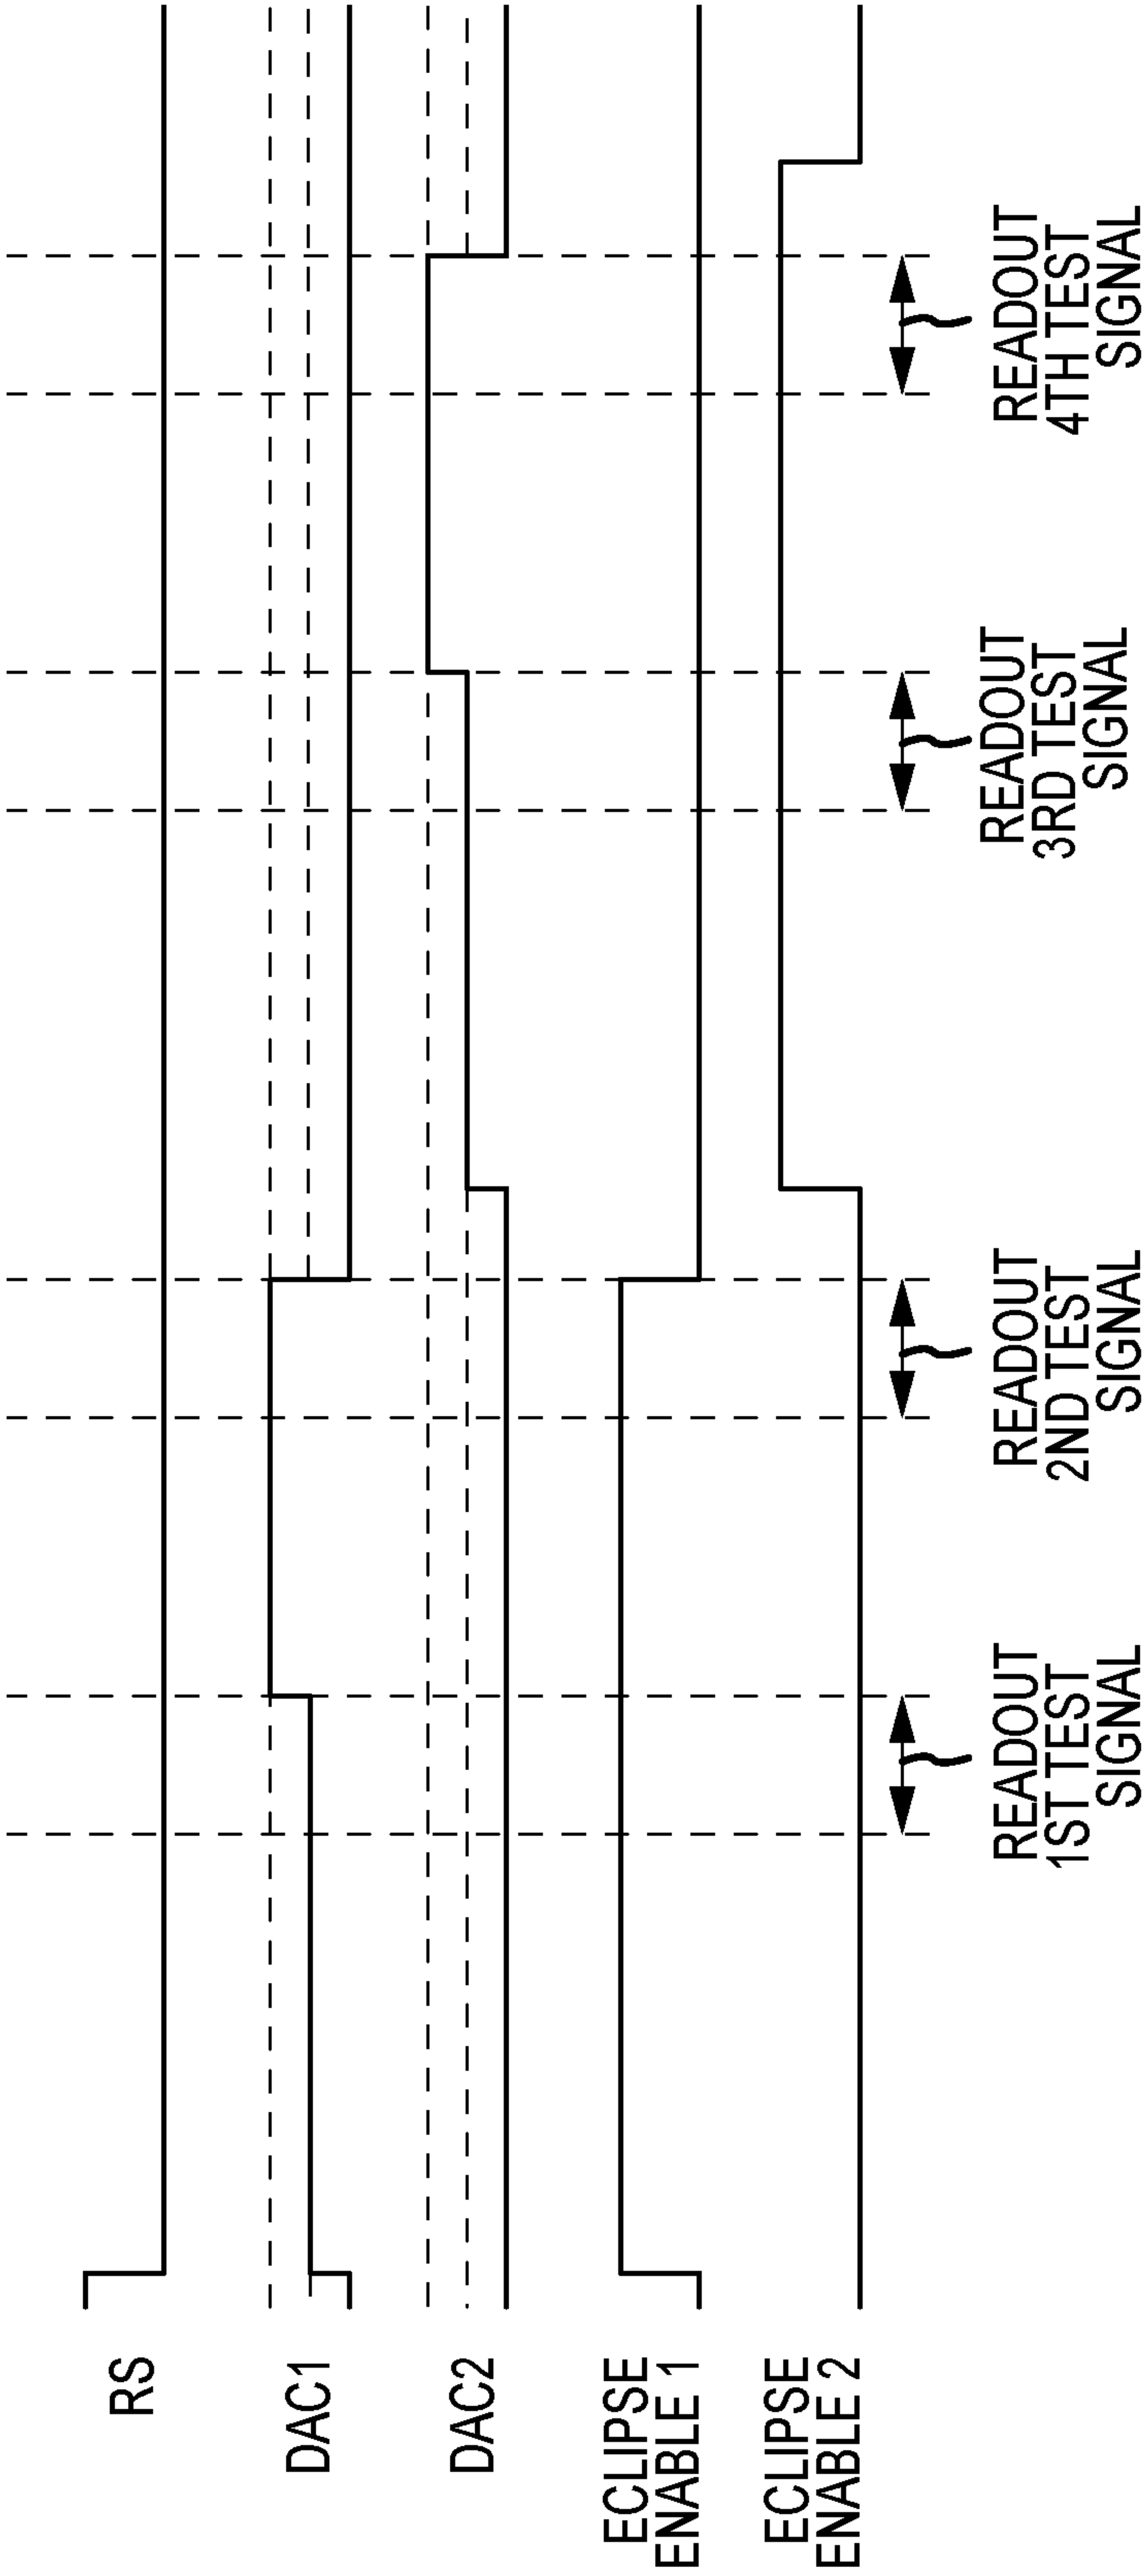 RS
DAC1
DAC2
ECLIPSE
ENABLE 1
ECLIPSE
ENABLE 2
READOUT
1ST TEST
SIGNAL
READOUT
2ND TEST
SIGNAL
READOUT
3RD TEST
SIGNAL
READOUT
4TH TEST
SIGNAL